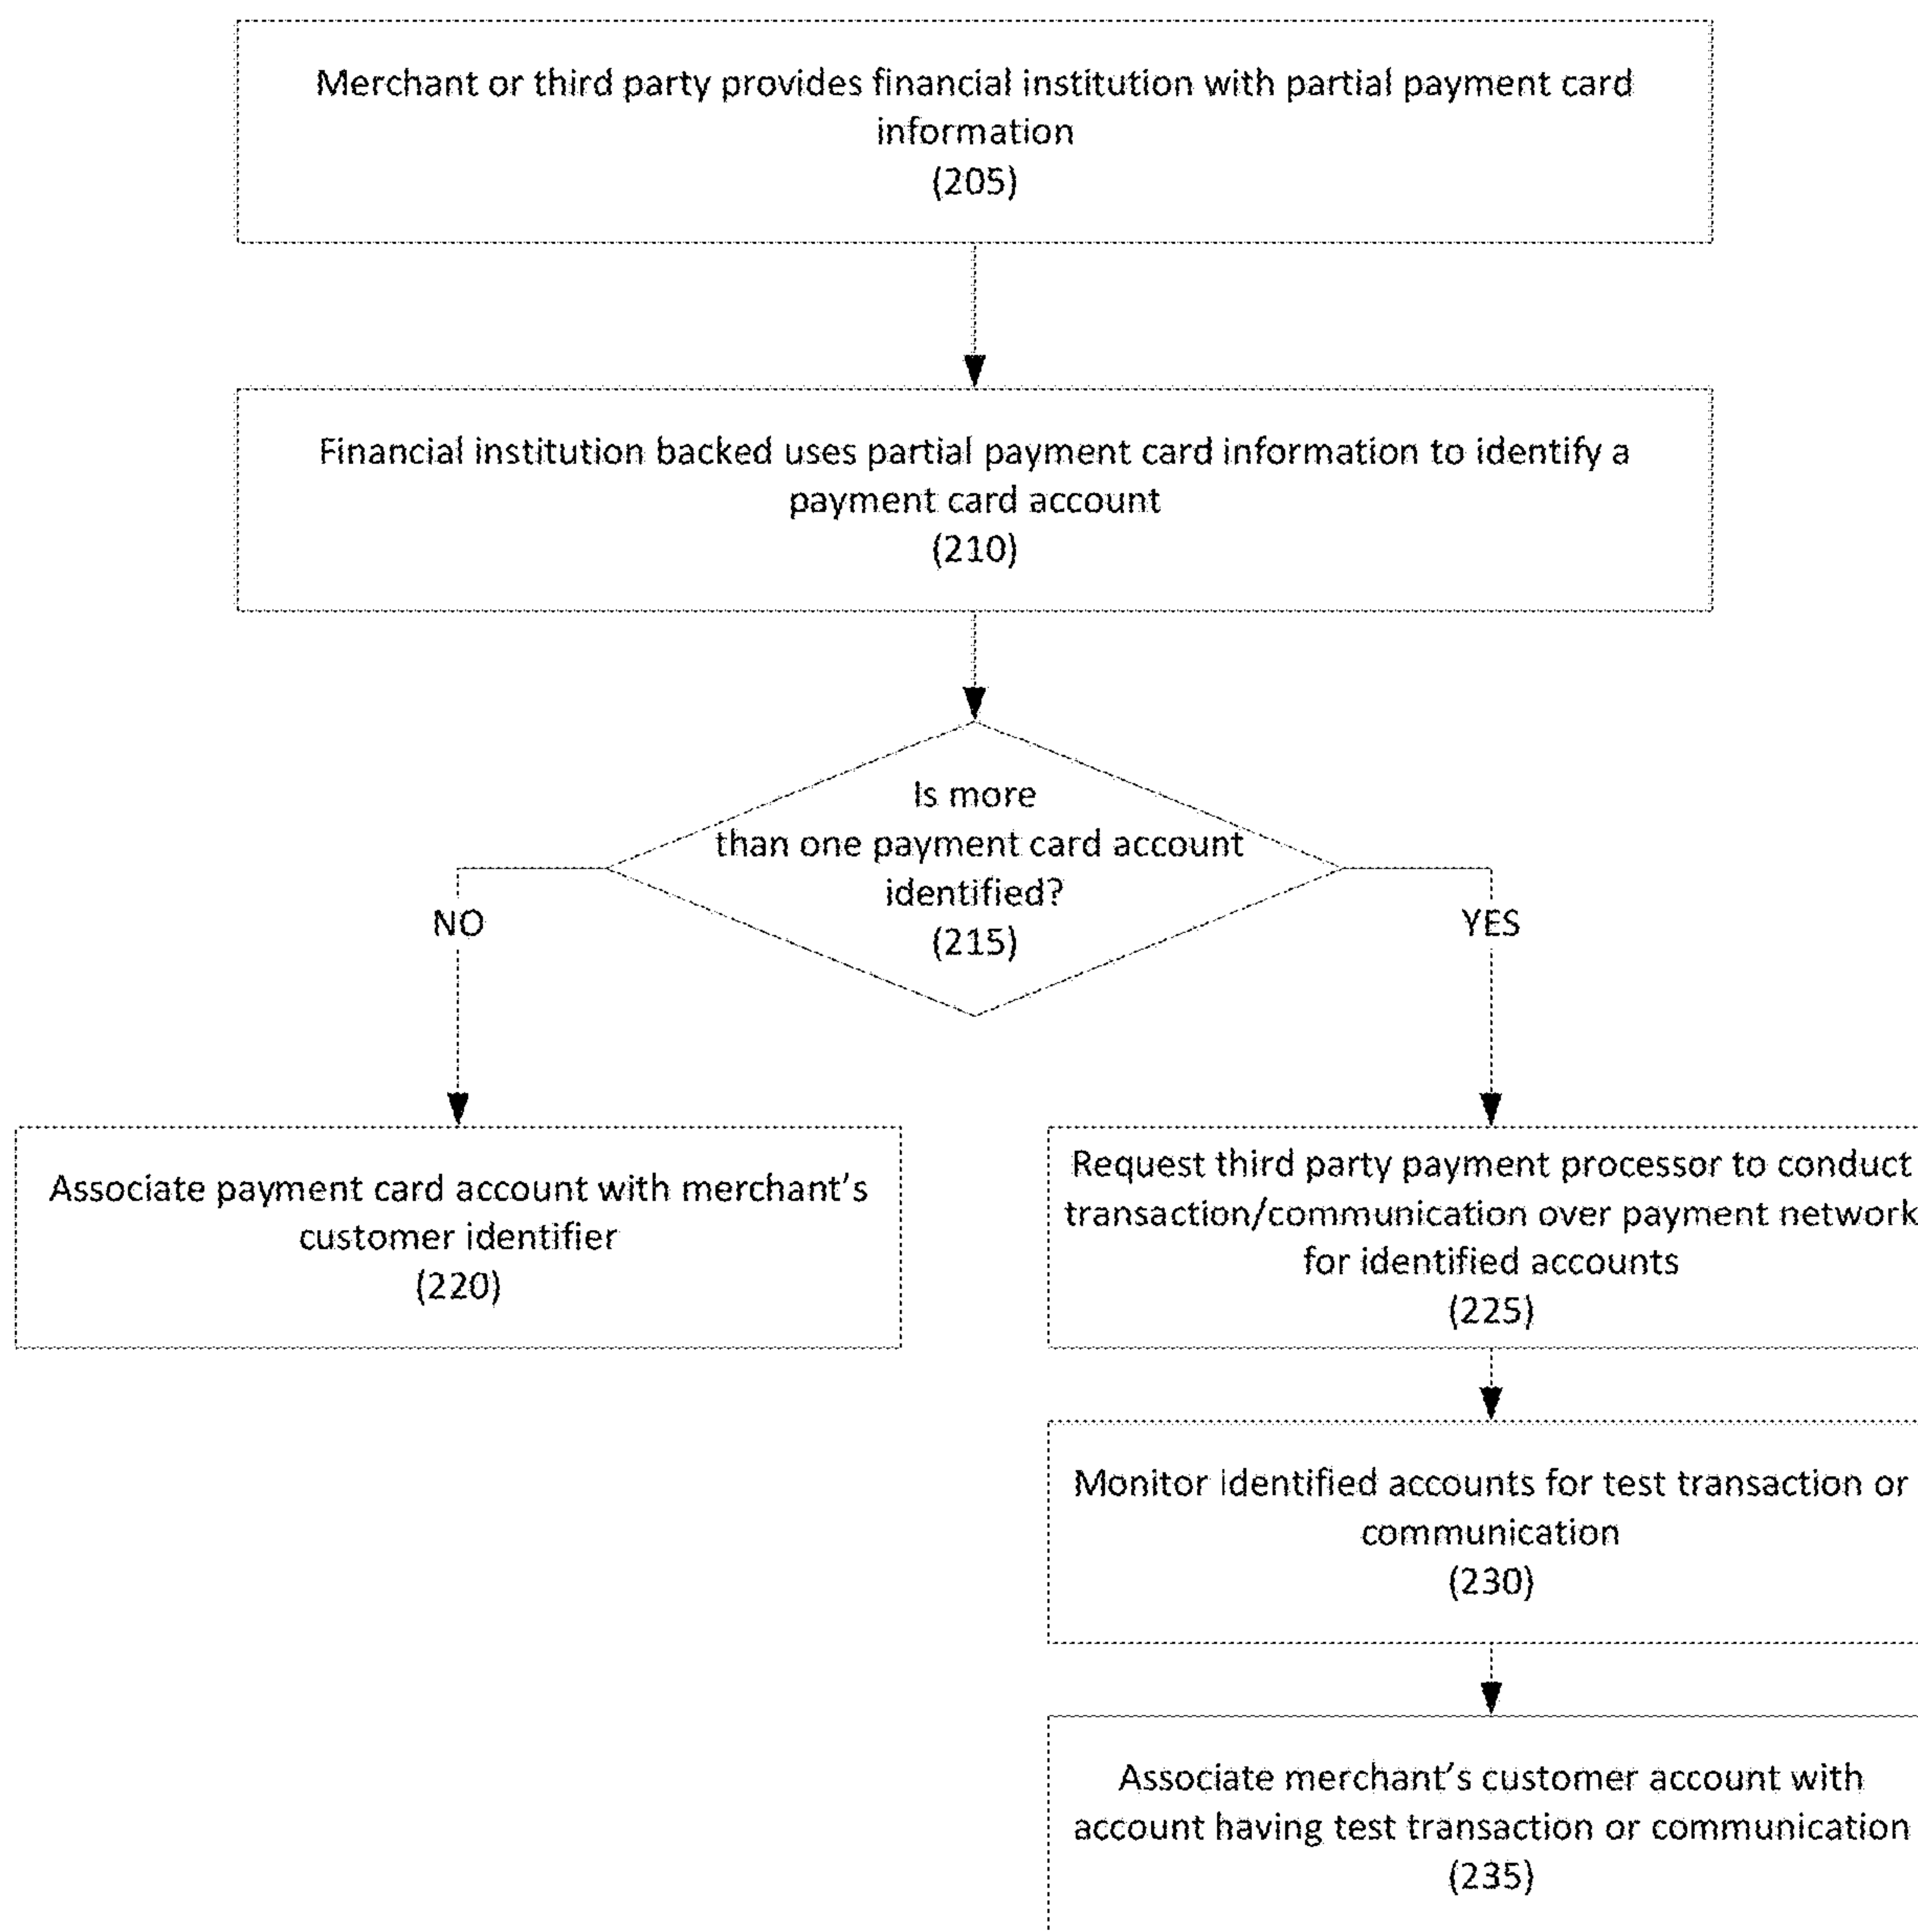 Merchant or third party provides financial institution with partial payment card
information
(205)
Financial institution backed uses partial payment card information to identify a
payment card account
(210)
Is more
than one payment card account
identified?
(215)
NO
YES
Associate payment card account with merchant's
customer identifier
(220)
Request third party payment processor to conduct
transaction/communication over payment network
for identified accounts
(225)
Monitor identified accounts for test transaction or
communication
(230)
Associate merchant's customer account with
account having test transaction or communication
(235)